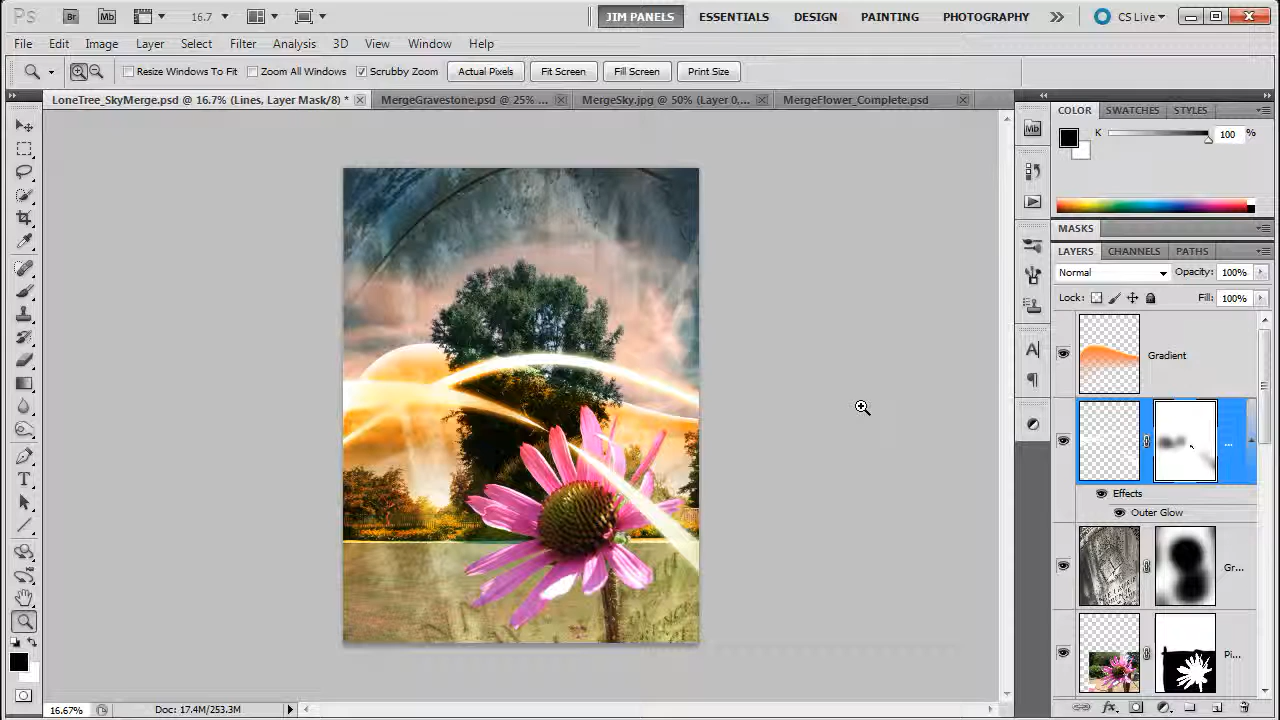 Ps Br Mb 16.7 JIM PANELS ESSENTIALS DESIGN PAINTING PHOTOGRAPHY CS Live
File Edit Image Layer Select Filter Analysis 3D View Window Help
Resize Windows To Fit Zoom All Windows Scrubby Zoom Actual Pixels Fit Screen Fill Screen Print Size
LoneTree_SkyMerge.psd @ 16.7% (Lines, Layer Mask/8) * MergeGravestone.psd @ 25% ... MergeSky.jpg @ 50% (Layer 0,... MergeFlower_Complete.psd
COLOR SWATCHES STYLES
K 100 %
MASKS
LAYERS CHANNELS PATHS
Normal Opacity: 100%
Lock: Fill: 100%
Gradient
...
Effects
Outer Glow
Gr...
Pi...
16.67% Doc: 17.4M/253.3M